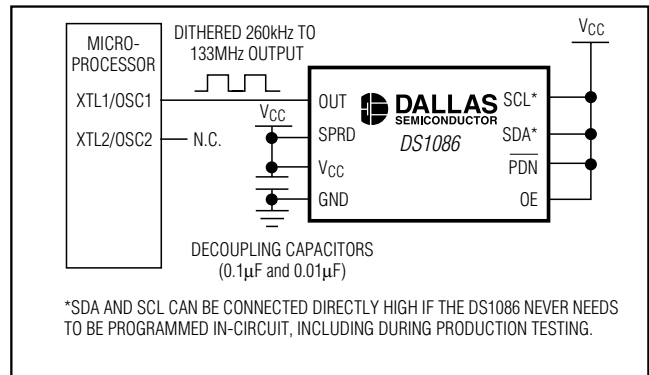 MICRO-
PROCESSOR
XTL1/OSC1
XTL2/OSC2
N.C.
DITHERED 260kHz TO
133MHz OUTPUT
VCC
OUT
SPRD
VCC
GND
DALLAS
SEMICONDUCTOR
DS1086
SCL*
SDA*
PDN
OE
VCC
DECOUPLING CAPACITORS
(0.1μF and 0.01μF)
*SDA AND SCL CAN BE CONNECTED DIRECTLY HIGH IF THE DS1086 NEVER NEEDS
TO BE PROGRAMMED IN-CIRCUIT, INCLUDING DURING PRODUCTION TESTING.